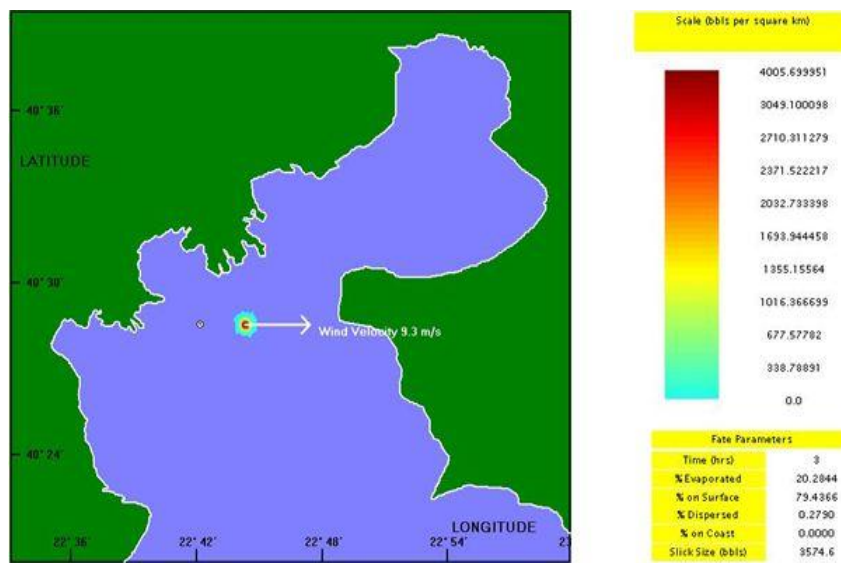 Scale (bbls per square km)
4005.699951
3049.100098
2710.311279
2371.522217
2032.733398
1693.944458
1355.15564
1016.366699
677.57782
338.78891
0.0
40° 36'
LATITUDE
40° 30'
Wind Velocity 9.3 m/s
40° 24'
LONGITUDE
22° 36' 22° 42' 22° 48' 22° 54' 23
Fate Parameters
Time (hrs) 3
% Evaporated 20.2844
% on Surface 79.4366
% Dispersed 0.2790
% on Coast 0.0000
Slick Size (bbls) 3574.6